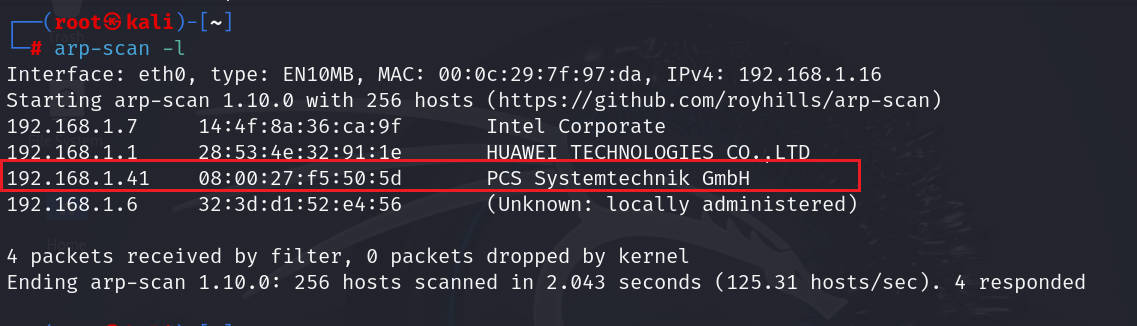 ┌──(root㉿kali)-[~]
└─# arp-scan -l
Interface: eth0, type: EN10MB, MAC: 00:0c:29:7f:97:da, IPv4: 192.168.1.16
Starting arp-scan 1.10.0 with 256 hosts (https://github.com/royhills/arp-scan)
192.168.1.7     14:4f:8a:36:ca:9f       Intel Corporate
192.168.1.1     28:53:4e:32:91:1e       HUAWEI TECHNOLOGIES CO.,LTD
192.168.1.41    08:00:27:f5:50:5d       PCS Systemtechnik GmbH
192.168.1.6     32:3d:d1:52:e4:56       (Unknown: locally administered)
Home
4 packets received by filter, 0 packets dropped by kernel
Ending arp-scan 1.10.0: 256 hosts scanned in 2.043 seconds (125.31 hosts/sec). 4 responded